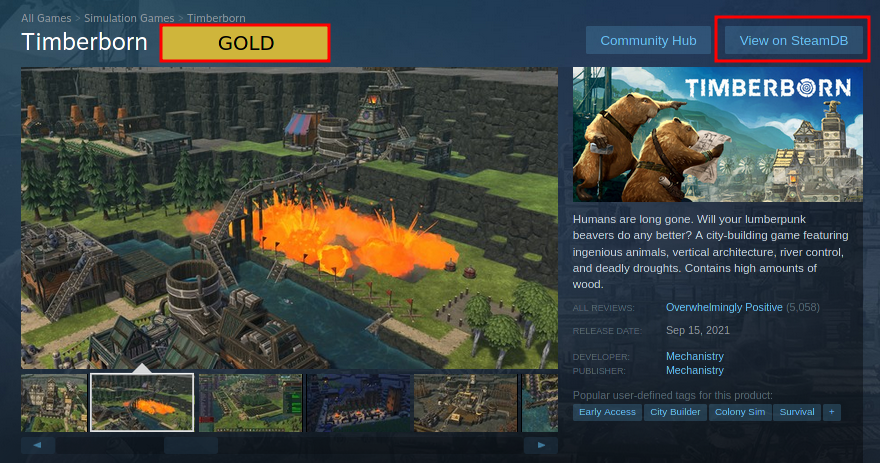 All Games > Simulation Games > Timberborn
Timberborn
GOLD
Community Hub
View on SteamDB
TIMBERBORN
Humans are long gone. Will your lumberpunk
beavers do any better? A city-building game featuring
ingenious animals, vertical architecture, river control,
and deadly droughts. Contains high amounts of
wood.
ALL REVIEWS: Overwhelmingly Positive (5,058)
RELEASE DATE: Sep 15, 2021
DEVELOPER: Mechanistry
PUBLISHER: Mechanistry
Popular user-defined tags for this product:
Early Access City Builder Colony Sim Survival +